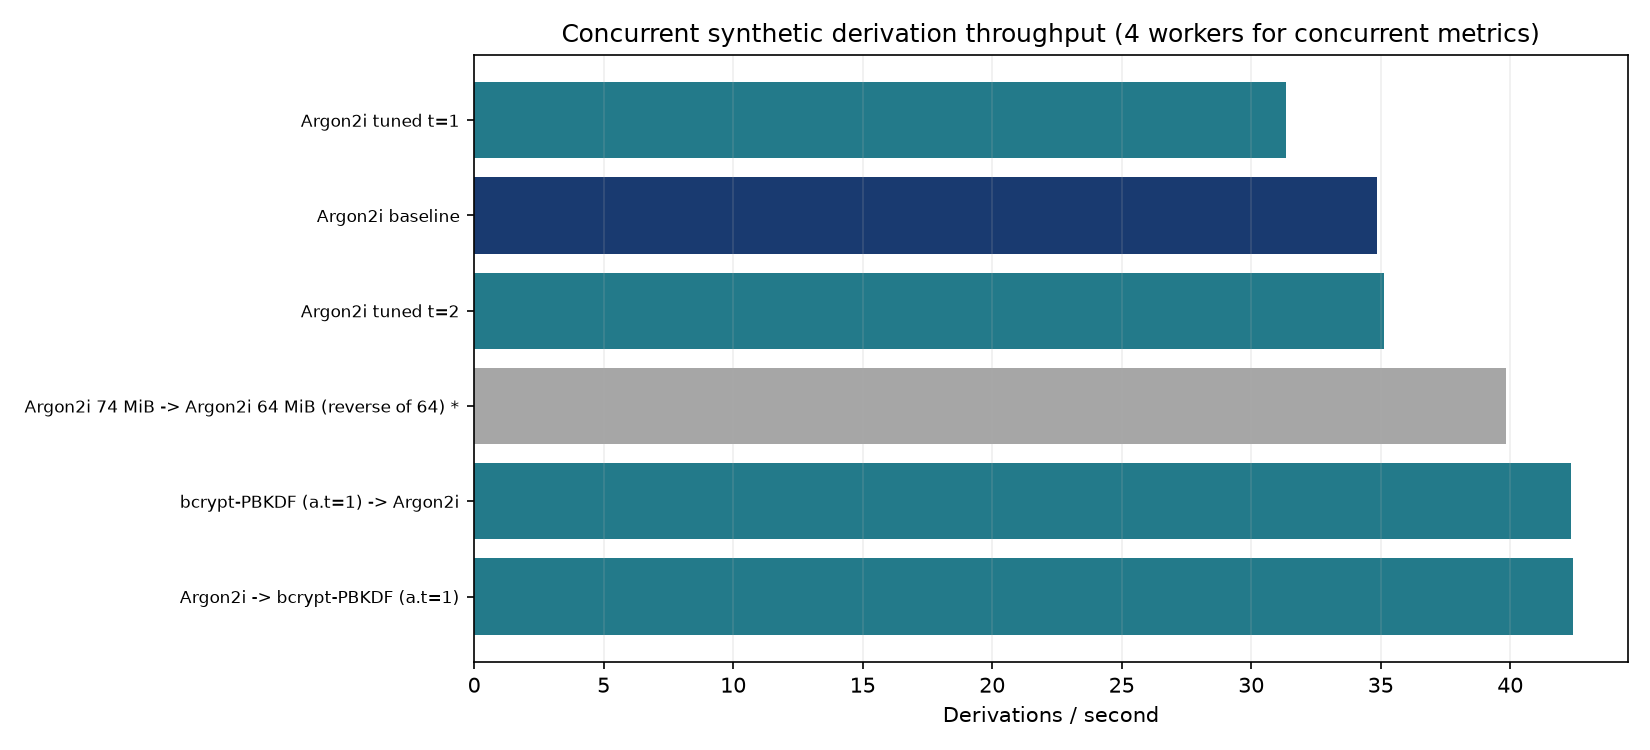 Concurrent synthetic derivation throughput (4 workers for concurrent metrics)
Argon2i tuned t=1
Argon2i baseline
Argon2i tuned t=2
Argon2i 74 MiB -> Argon2i 64 MiB (reverse of 64) *
bcrypt-PBKDF (a.t=1) -> Argon2i
Argon2i -> bcrypt-PBKDF (a.t=1)
0 5 10 15 20 25 30 35 40
Derivations / second